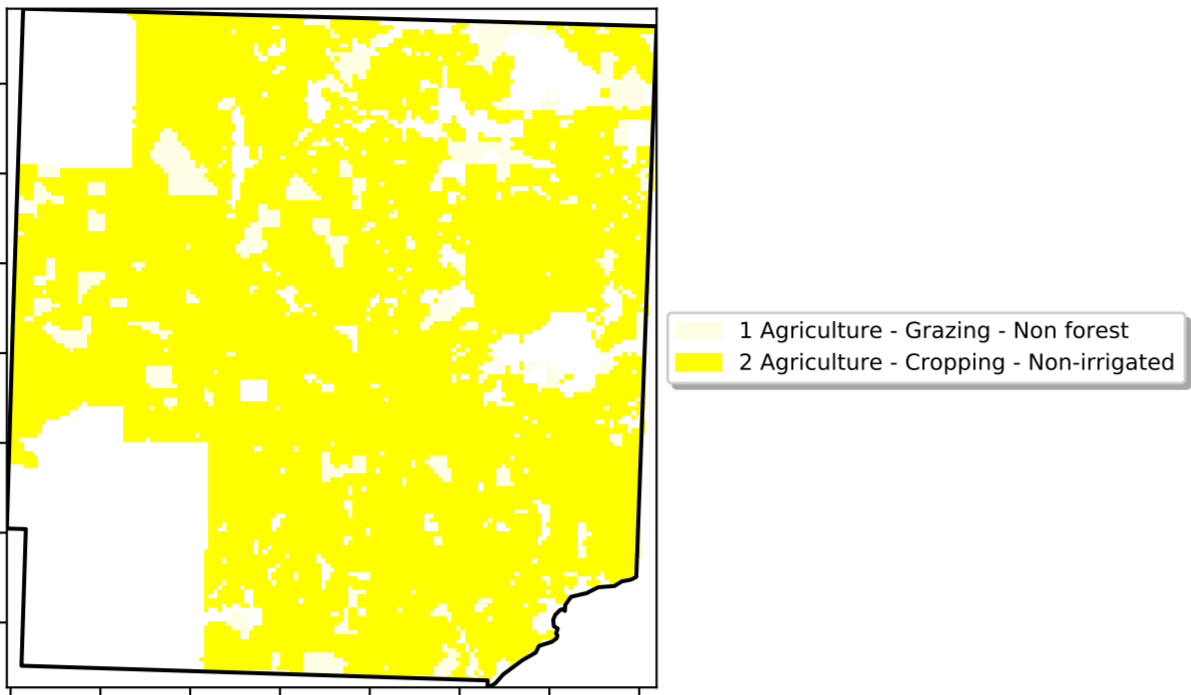 1 Agriculture - Grazing - Non forest
2 Agriculture - Cropping - Non-irrigated